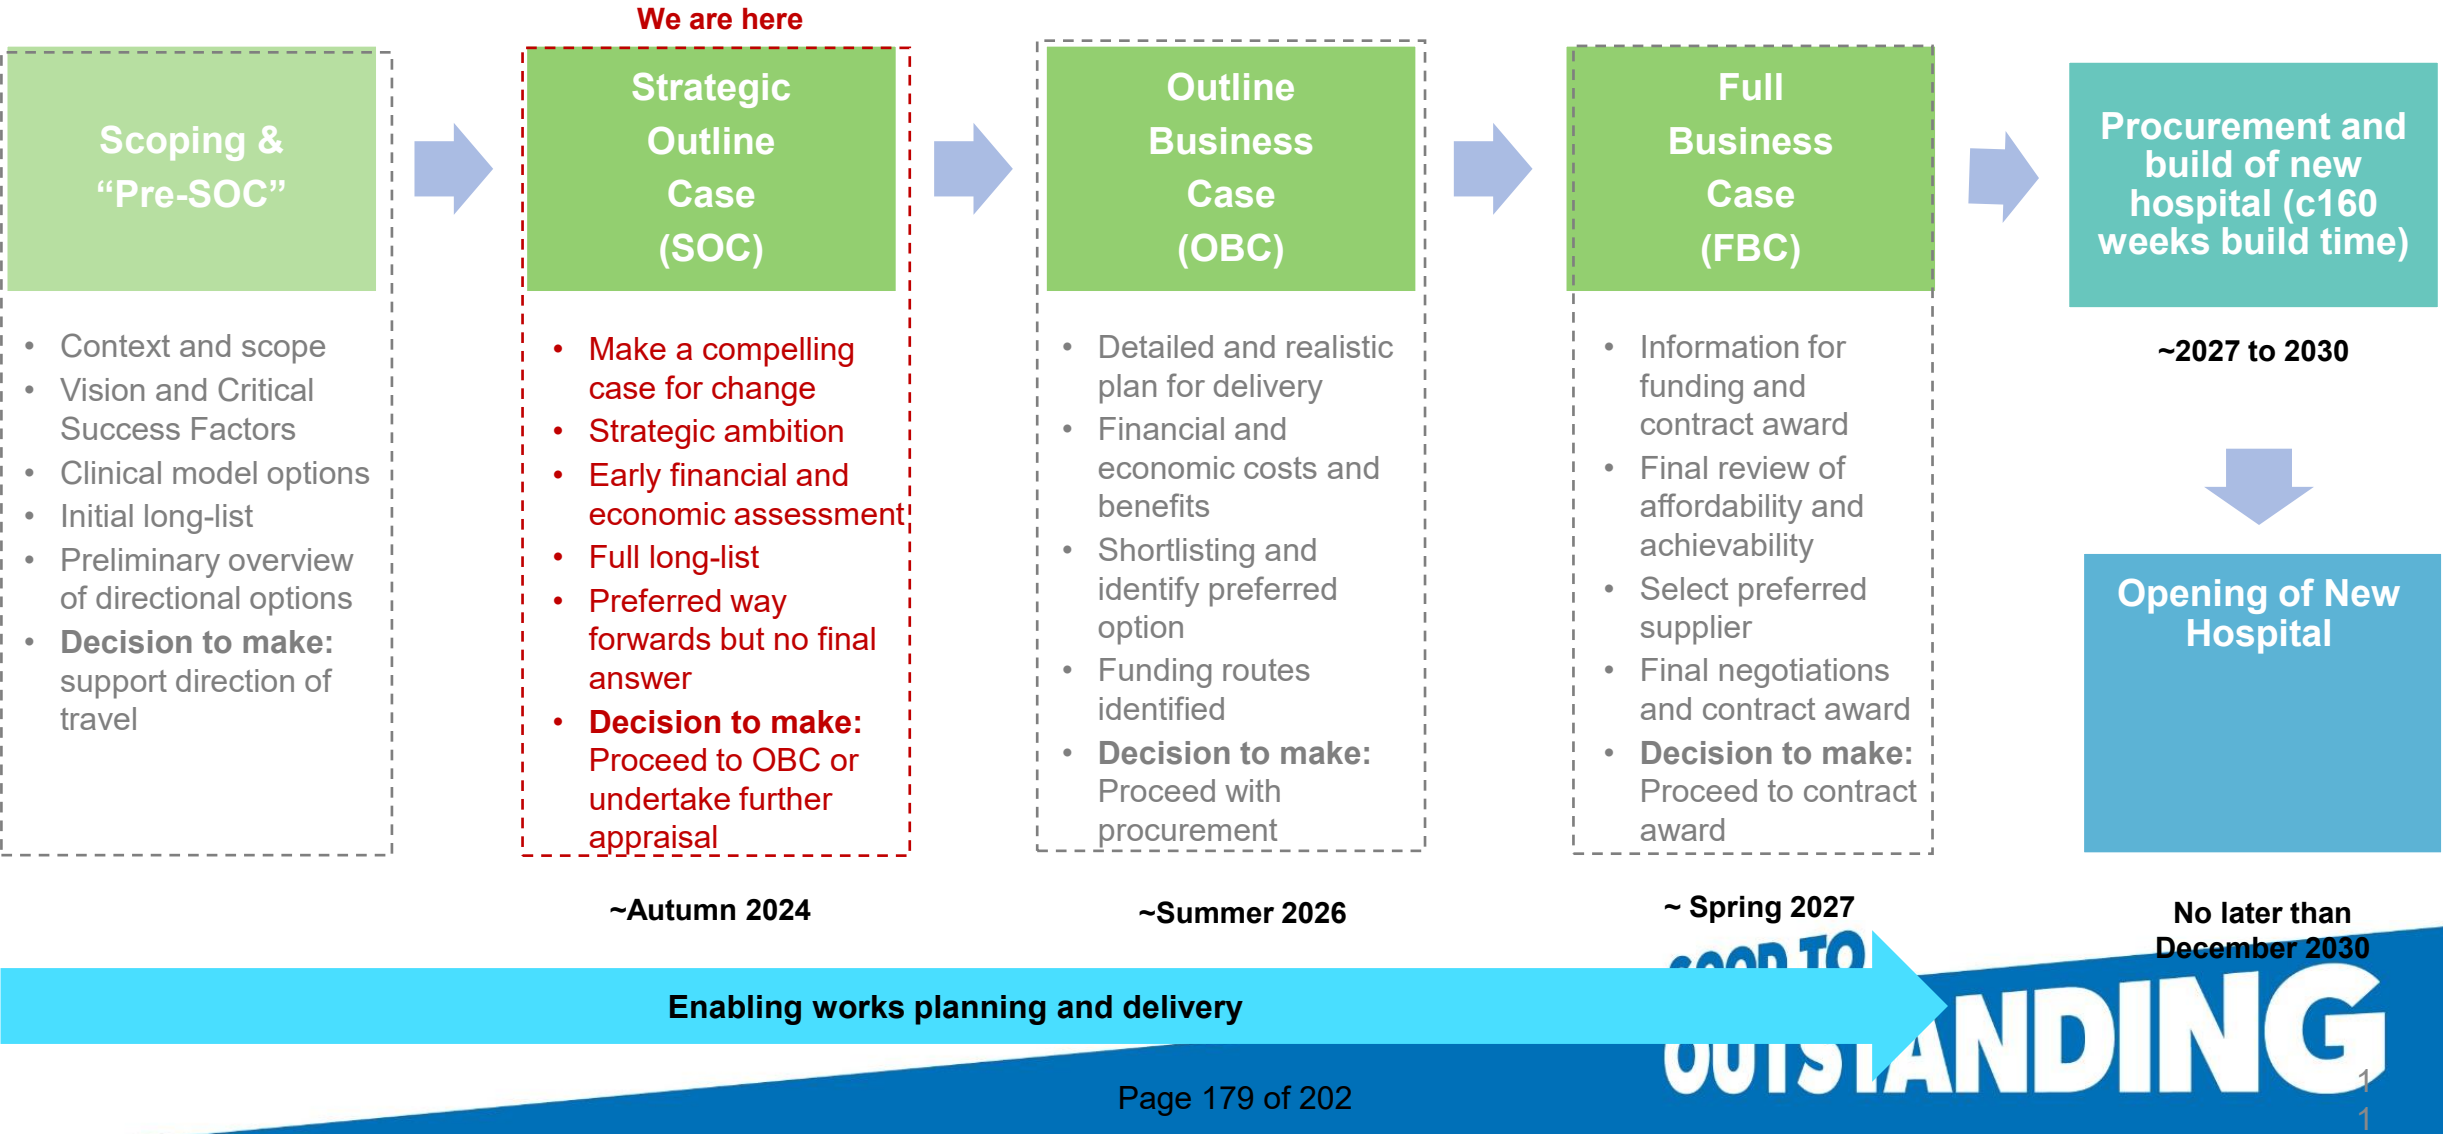 We are here
Scoping &
“Pre-SOC”
• Context and scope
• Vision and Critical
Success Factors
• Clinical model options
• Initial long-list
• Preliminary overview
of directional options
• Decision to make:
support direction of
travel
Strategic
Outline
Case
(SOC)
• Make a compelling
case for change
• Strategic ambition
• Early financial and
economic assessment
• Full long-list
• Preferred way
forwards but no final
answer
• Decision to make:
Proceed to OBC or
undertake further
appraisal
~Autumn 2024
Outline
Business
Case
(OBC)
• Detailed and realistic
plan for delivery
• Financial and
economic costs and
benefits
• Shortlisting and
identify preferred
option
• Funding routes
identified
• Decision to make:
Proceed with
procurement
~Summer 2026
Full
Business
Case
(FBC)
• Information for
funding and
contract award
• Final review of
affordability and
achievability
• Select preferred
supplier
• Final negotiations
and contract award
• Decision to make:
Proceed to contract
award
~ Spring 2027
Procurement and
build of new
hospital (c160
weeks build time)
~2027 to 2030
Opening of New
Hospital
No later than
December 2030
Enabling works planning and delivery
GOOD TO
OUTSTANDING
Page 179 of 202
1
1